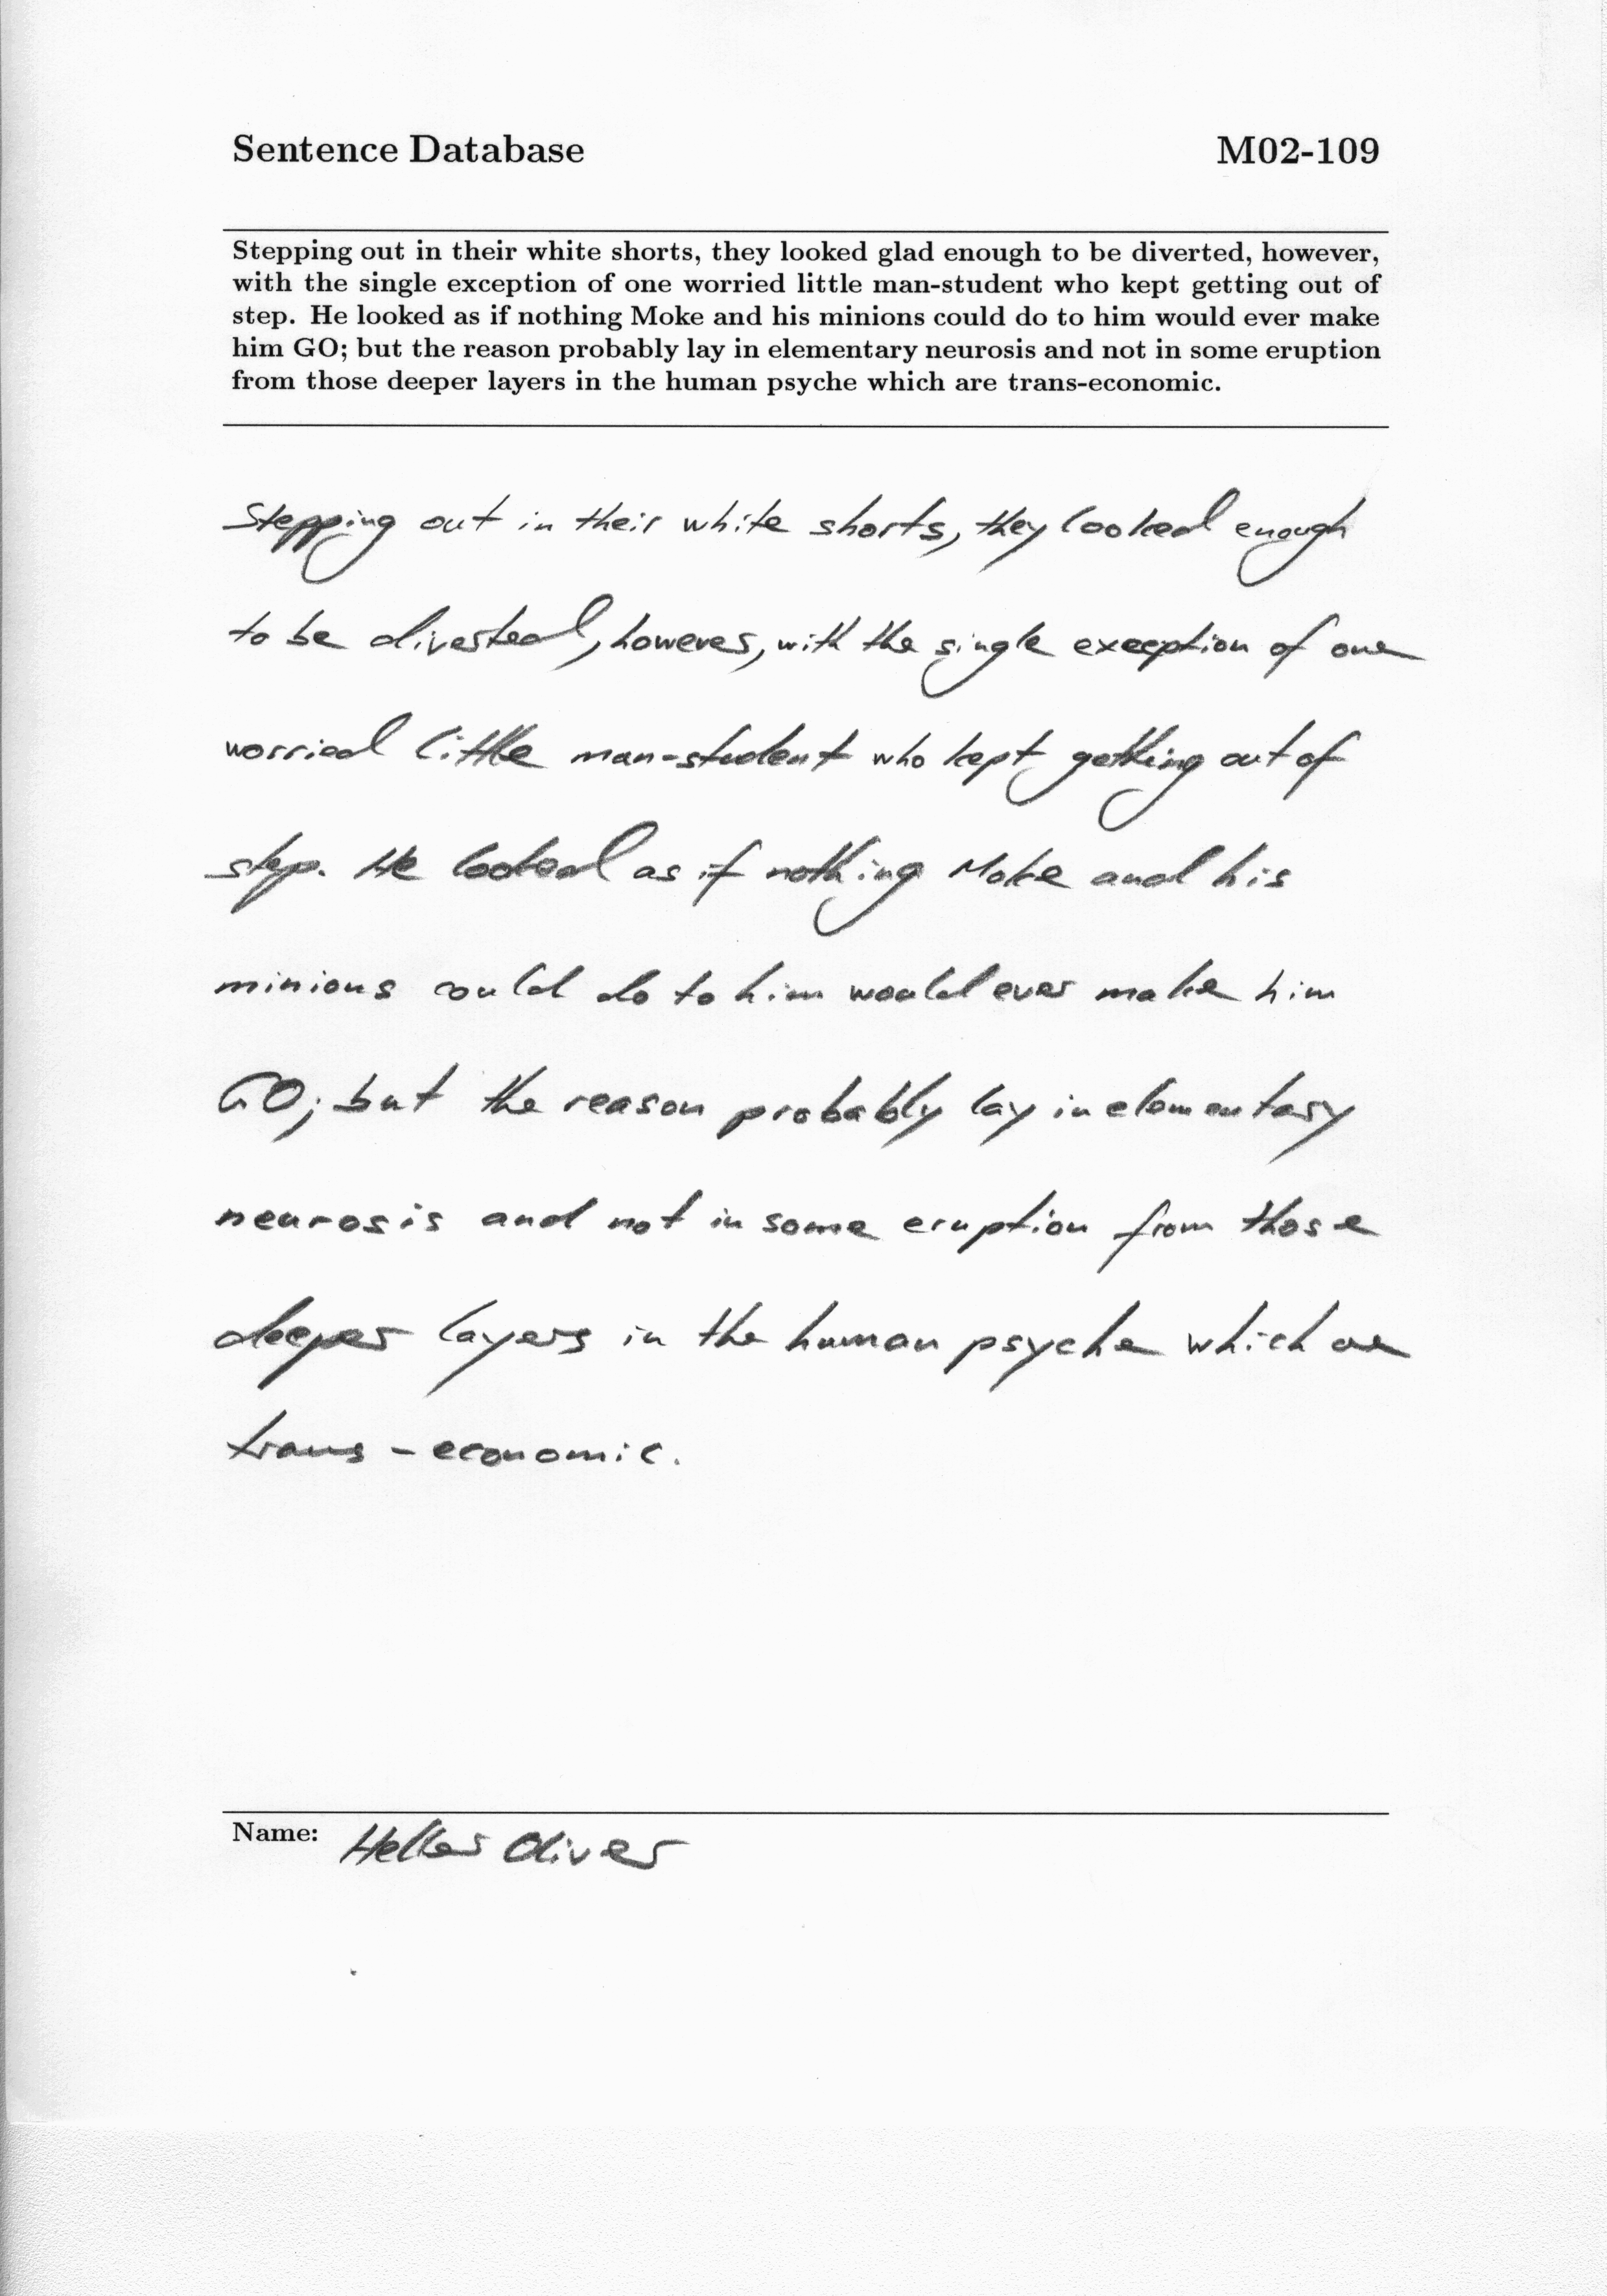 Sentence Database M02-109
Stepping out in their white shorts, they looked glad enough to be diverted, however,
with the single exception of one worried little man-student who kept getting out of
step. He looked as if nothing Moke and his minions could do to him would ever make
him GO; but the reason probably lay in elementary neurosis and not in some eruption
from those deeper layers in the human psyche which are trans-economic.
Stepping out in their white shorts, they looked enough
to be diverted, however, with the single exception of one
worried little man-student who kept getting out of
step. He looked as if nothing Moke and his
minions could do to him would ever make him
GO; but the reason probably lay in elementary
neurosis and not in some eruption from those
deeper layers in the human psyche which are
trans-economic.
Name: Heller Oliver